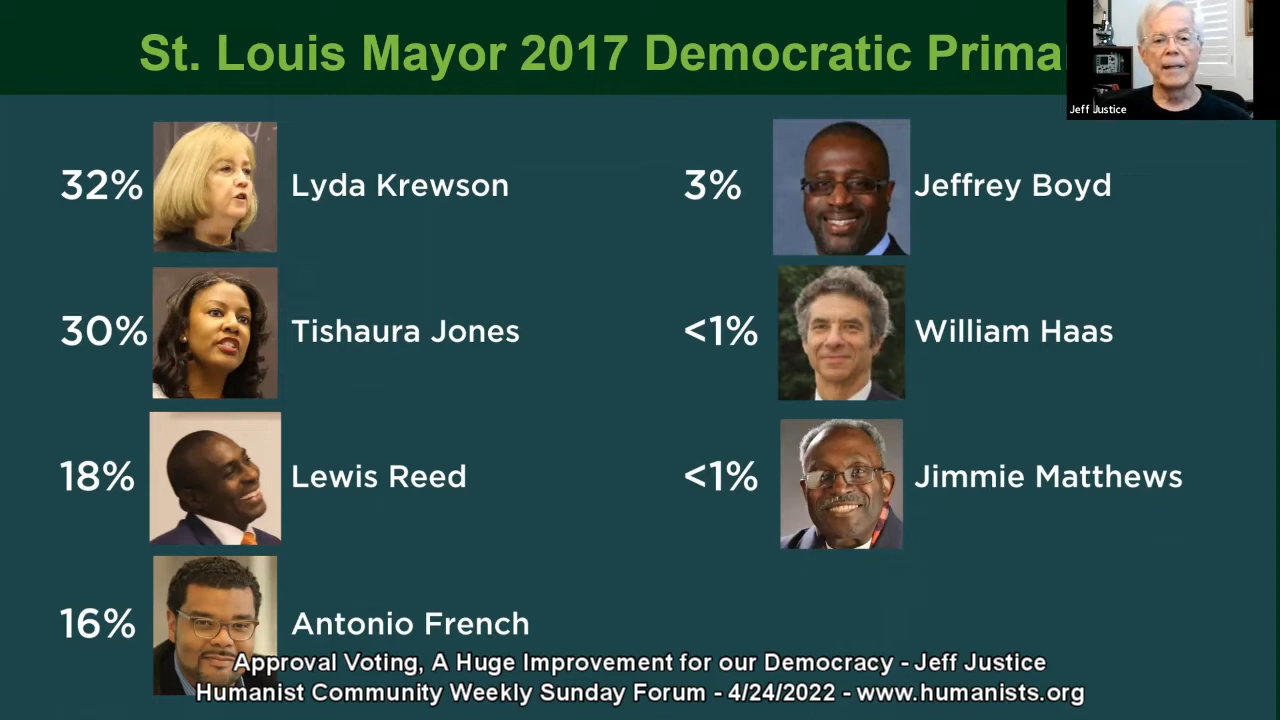 St. Louis Mayor 2017 Democratic Prima
Jeff Justice
32% Lyda Krewson
30% Tishaura Jones
18% Lewis Reed
16% Antonio French
3% Jeffrey Boyd
<1% William Haas
<1% Jimmie Matthews
Approval Voting, A Huge Improvement for our Democracy - Jeff Justice
Humanist Community Weekly Sunday Forum - 4/24/2022 - www.humanists.org